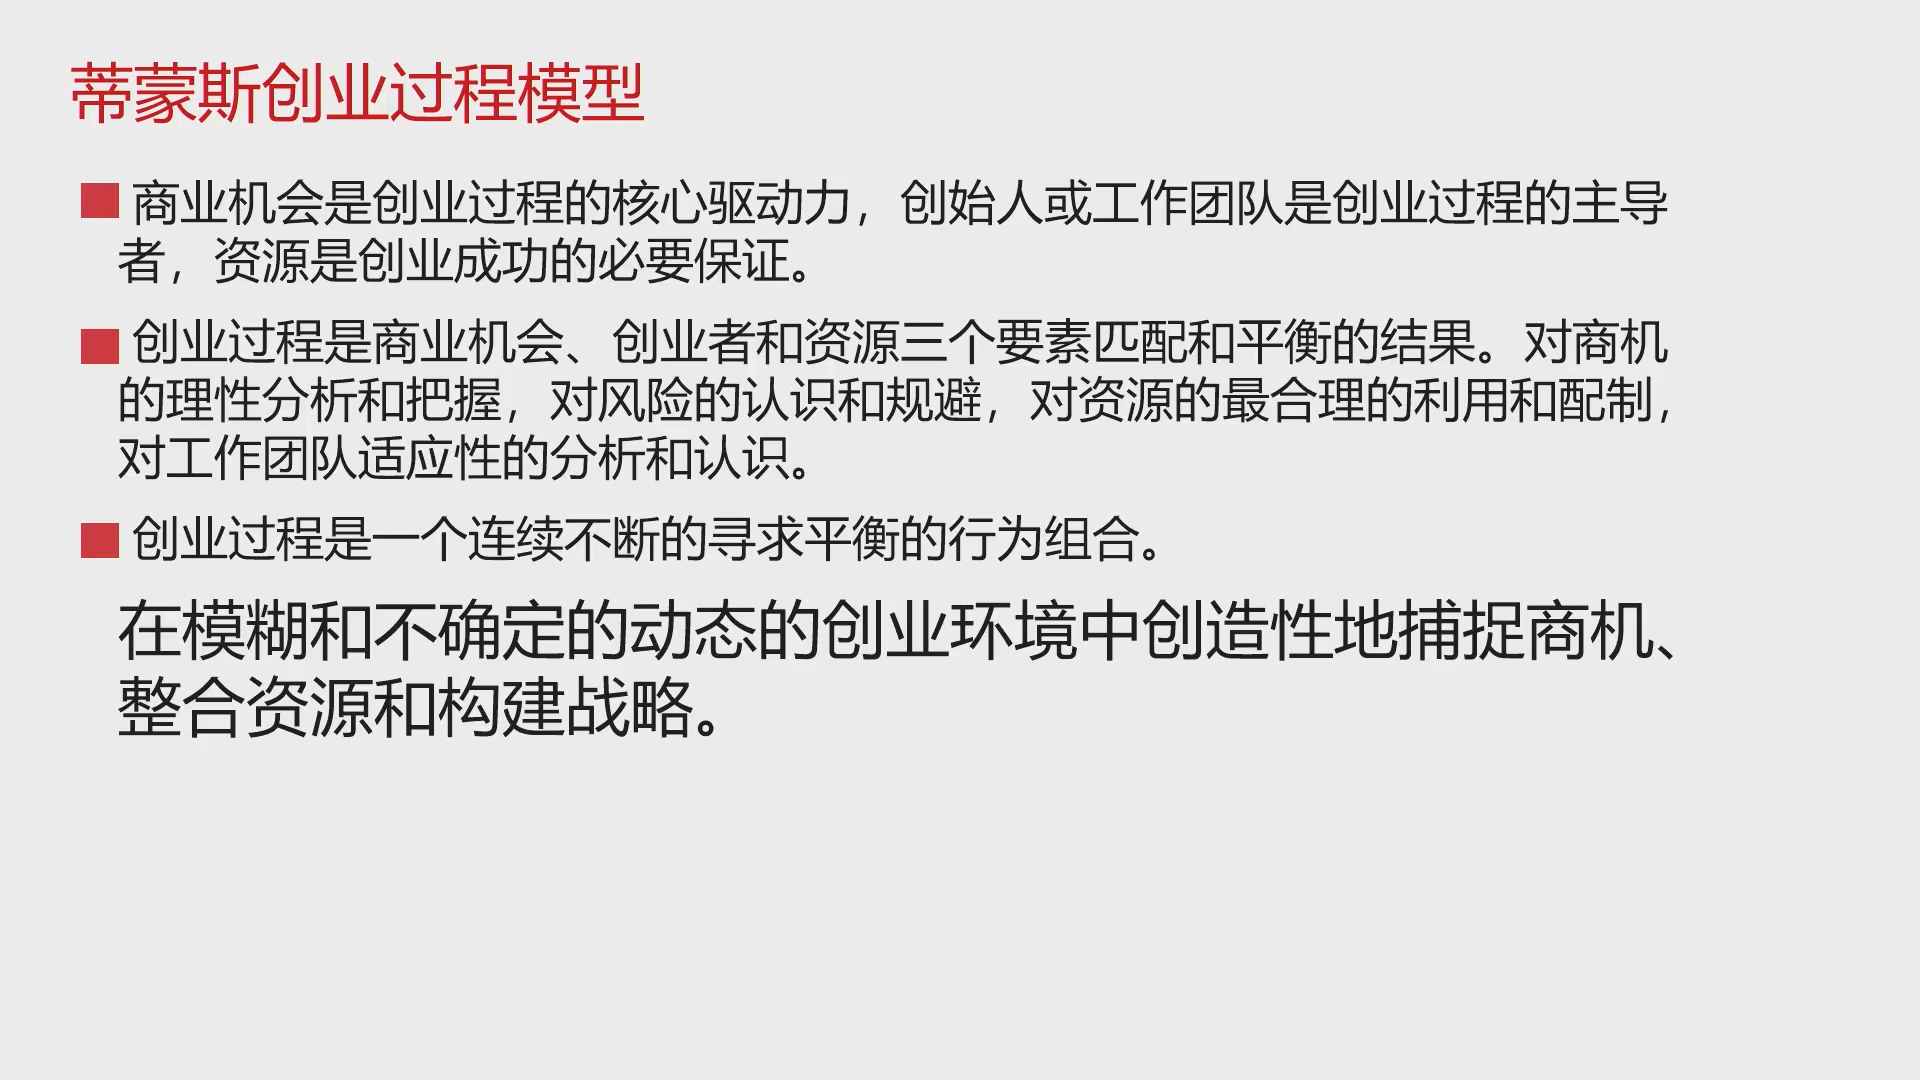 蒂蒙斯创业过程模型
商业机会是创业过程的核心驱动力，创始人或工作团队是创业过程的主导
者，资源是创业成功的必要保证。
创业过程是商业机会、创业者和资源三个要素匹配和平衡的结果。对商机
的理性分析和把握，对风险的认识和规避，对资源的最合理的利用和配制，
对工作团队适应性的分析和认识。
创业过程是一个连续不断的寻求平衡的行为组合。
在模糊和不确定的动态的创业环境中创造性地捕捉商机、
整合资源和构建战略。